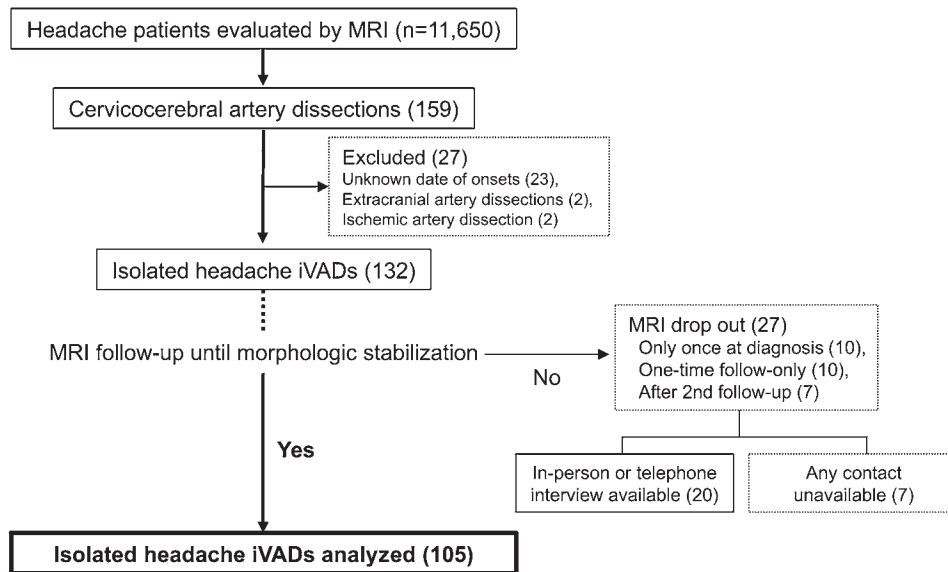 Headache patients evaluated by MRI (n=11,650)
Cervicocerebral artery dissections (159)
Excluded (27)
Unknown date of onsets (23),
Extracranial artery dissections (2),
Ischemic artery dissection (2)
Isolated headache iVADs (132)
MRI follow-up until morphologic stabilization
No
MRI drop out (27)
Only once at diagnosis (10),
One-time follow-only (10),
After 2nd follow-up (7)
Yes
In-person or telephone
interview available (20)
Any contact
unavailable (7)
Isolated headache iVADs analyzed (105)